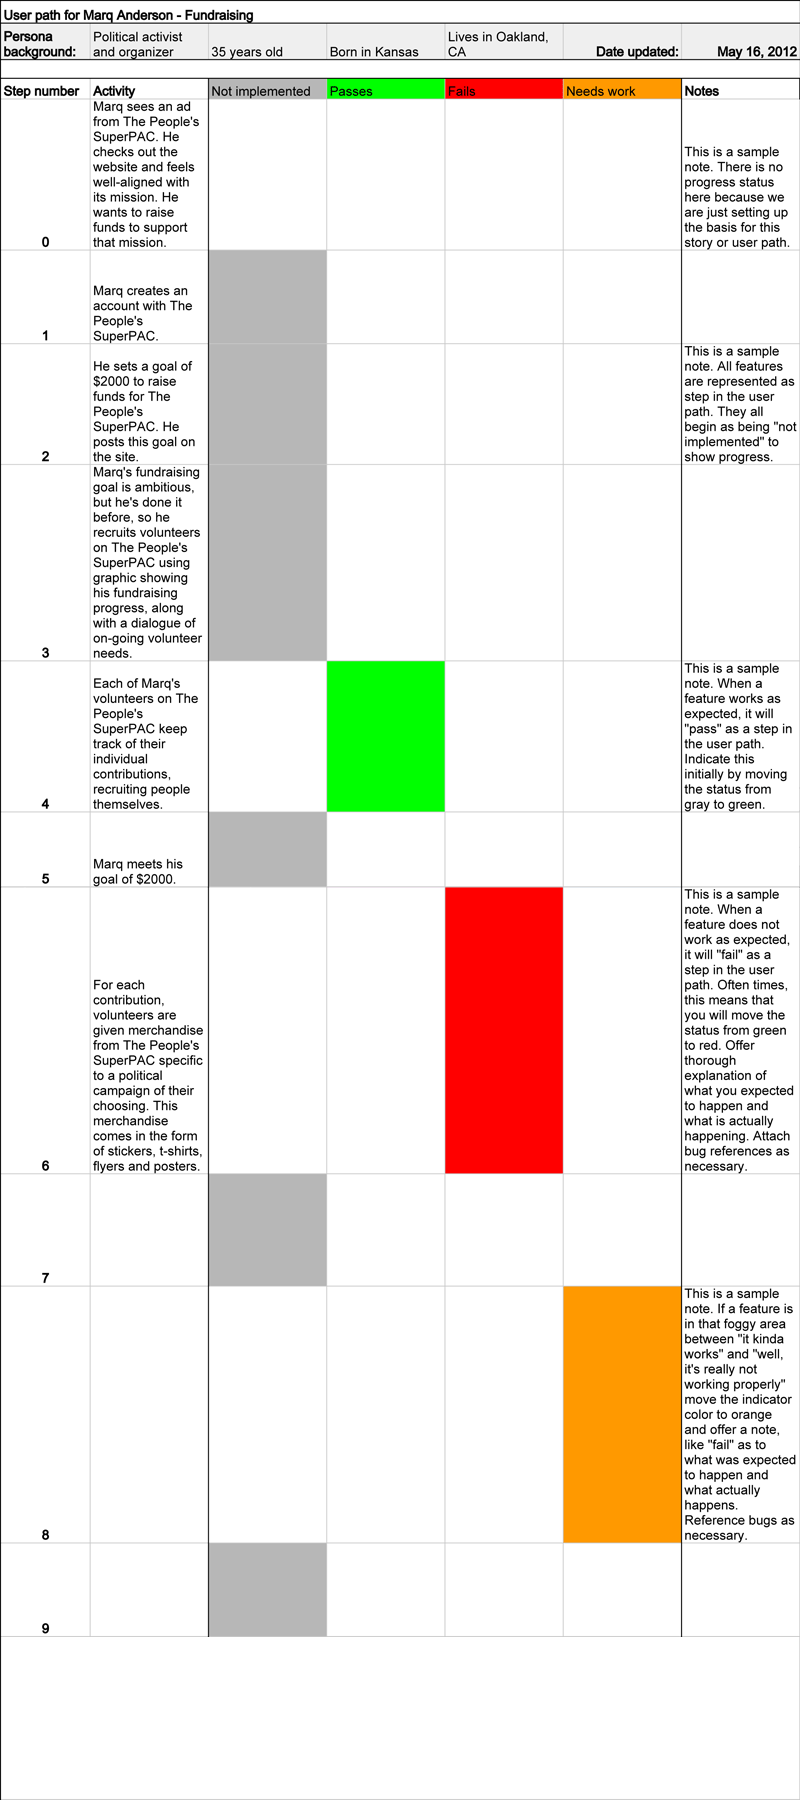 User path for Marq Anderson - Fundraising
Persona
background:
Political activist
and organizer
35 years old
Born in Kansas
Lives in Oakland,
CA
Date updated:
May 16, 2012
Step number
Activity
Not implemented
Passes
Fails
Needs work
Notes
0
Marq sees an ad
from The People's
SuperPAC. He
checks out the
website and feels
well-aligned with
its mission. He
wants to raise
funds to support
that mission.
This is a sample
note. There is no
progress status
here because we
are just setting up
the basis for this
story or user path.
1
Marq creates an
account with The
People's
SuperPAC.
2
He sets a goal of
$2000 to raise
funds for The
People's
SuperPAC. He
posts this goal on
the site.
This is a sample
note. All features
are represented as
step in the user
path. They all
begin as being "not
implemented" to
show progress.
3
Marq's fundraising
goal is ambitious,
but he's done it
before, so he
recruits volunteers
on The People's
SuperPAC using
graphic showing
his fundraising
progress, along
with a dialogue of
on-going volunteer
needs.
4
Each of Marq's
volunteers on The
People's
SuperPAC keep
track of their
individual
contributions,
recruiting people
themselves.
This is a sample
note. When a
feature works as
expected, it will
"pass" as a step in
the user path.
Indicate this
initially by moving
the status from
gray to green.
5
Marq meets his
goal of $2000.
6
For each
contribution,
volunteers are
given merchandise
from The People's
SuperPAC specific
to a political
campaign of their
choosing. This
merchandise
comes in the form
of stickers, t-shirts,
flyers and posters.
This is a sample
note. When a
feature does not
work as expected,
it will "fail" as a
step in the user
path. Often times,
this means that
you will move the
status from green
to red. Offer
thorough
explanation of
what you expected
to happen and
what is actually
happening. Attach
bug references as
necessary.
7
8
This is a sample
note. If a feature is
in that foggy area
between "it kinda
works" and "well,
it's really not
working properly"
move the indicator
color to orange
and offer a note,
like "fail" as to
what was expected
to happen and
what actually
happens.
Reference bugs as
necessary.
9